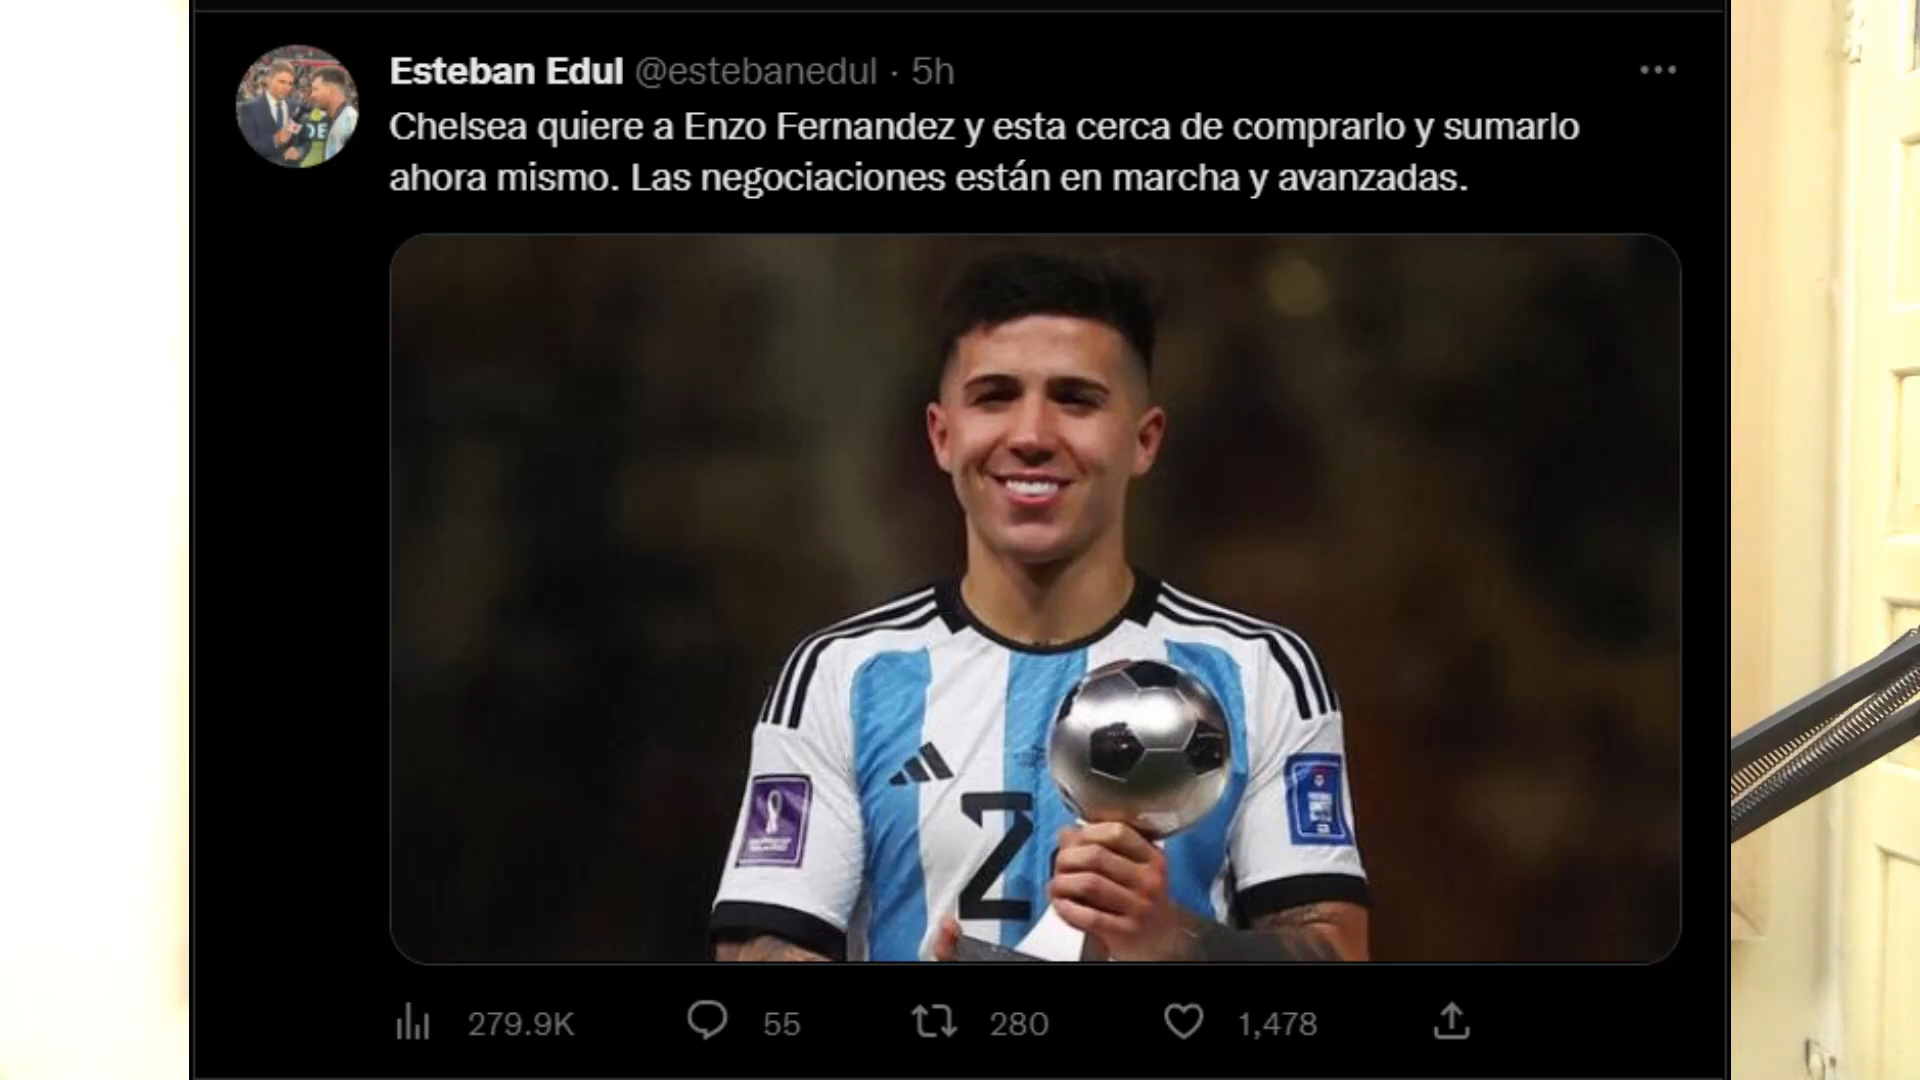 Esteban Edul @estebanedul · 5h
Chelsea quiere a Enzo Fernandez y esta cerca de comprarlo y sumarlo
ahora mismo. Las negociaciones están en marcha y avanzadas.
2
279.9K 55 280 1,478